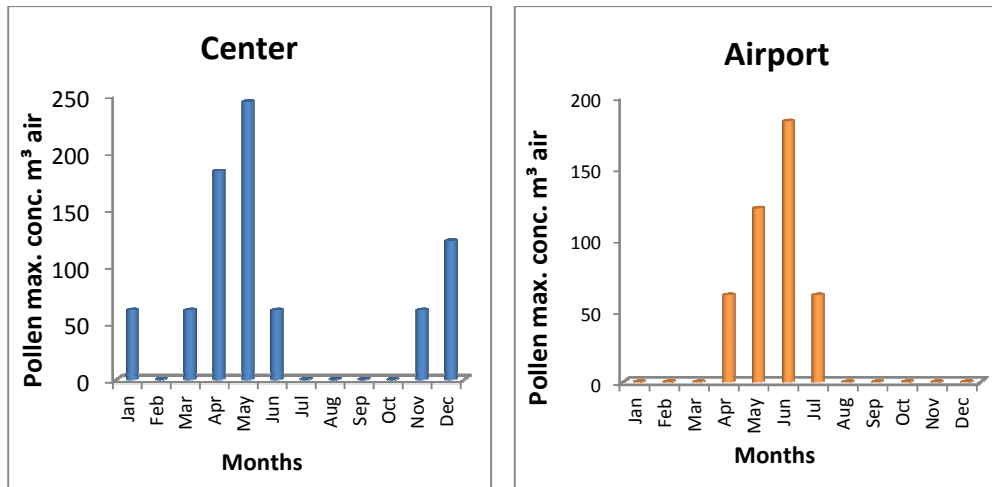 Center
Pollen max. conc. m³ air
250
200
150
100
50
0
Jan
Feb
Mar
Apr
May
Jun
Jul
Aug
Sep
Oct
Nov
Dec
Months
Airport
Pollen max. conc. m³ air
200
150
100
50
0
Jan
Feb
Mar
Apr
May
Jun
Jul
Aug
Sep
Oct
Nov
Dec
Months